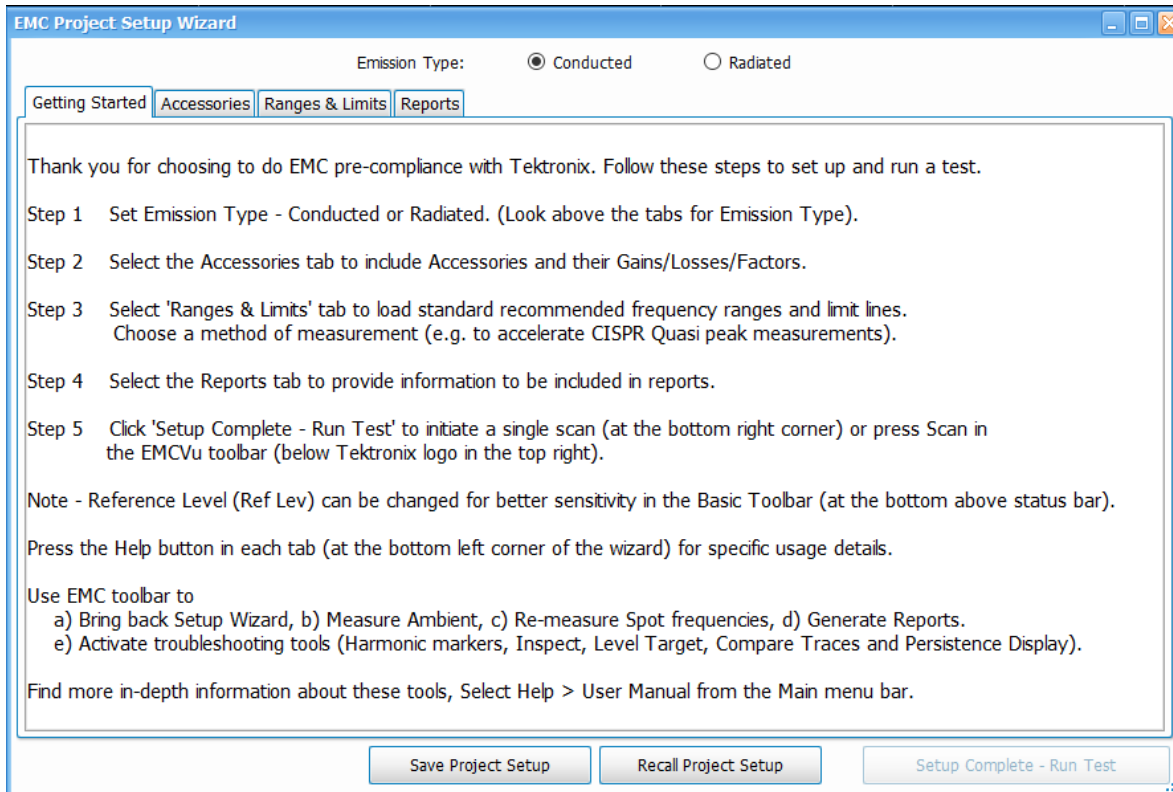 EMC Project Setup Wizard
Emission Type: Conducted Radiated
Getting Started Accessories Ranges & Limits Reports
Thank you for choosing to do EMC pre-compliance with Tektronix. Follow these steps to set up and run a test.
Step 1 Set Emission Type - Conducted or Radiated. (Look above the tabs for Emission Type).
Step 2 Select the Accessories tab to include Accessories and their Gains/Losses/Factors.
Step 3 Select 'Ranges & Limits' tab to load standard recommended frequency ranges and limit lines.
Choose a method of measurement (e.g. to accelerate CISPR Quasi peak measurements).
Step 4 Select the Reports tab to provide information to be included in reports.
Step 5 Click 'Setup Complete - Run Test' to initiate a single scan (at the bottom right corner) or press Scan in
the EMCVu toolbar (below Tektronix logo in the top right).
Note - Reference Level (Ref Lev) can be changed for better sensitivity in the Basic Toolbar (at the bottom above status bar).
Press the Help button in each tab (at the bottom left corner of the wizard) for specific usage details.
Use EMC toolbar to
a) Bring back Setup Wizard, b) Measure Ambient, c) Re-measure Spot frequencies, d) Generate Reports.
e) Activate troubleshooting tools (Harmonic markers, Inspect, Level Target, Compare Traces and Persistence Display).
Find more in-depth information about these tools, Select Help > User Manual from the Main menu bar.
Save Project Setup Recall Project Setup Setup Complete - Run Test